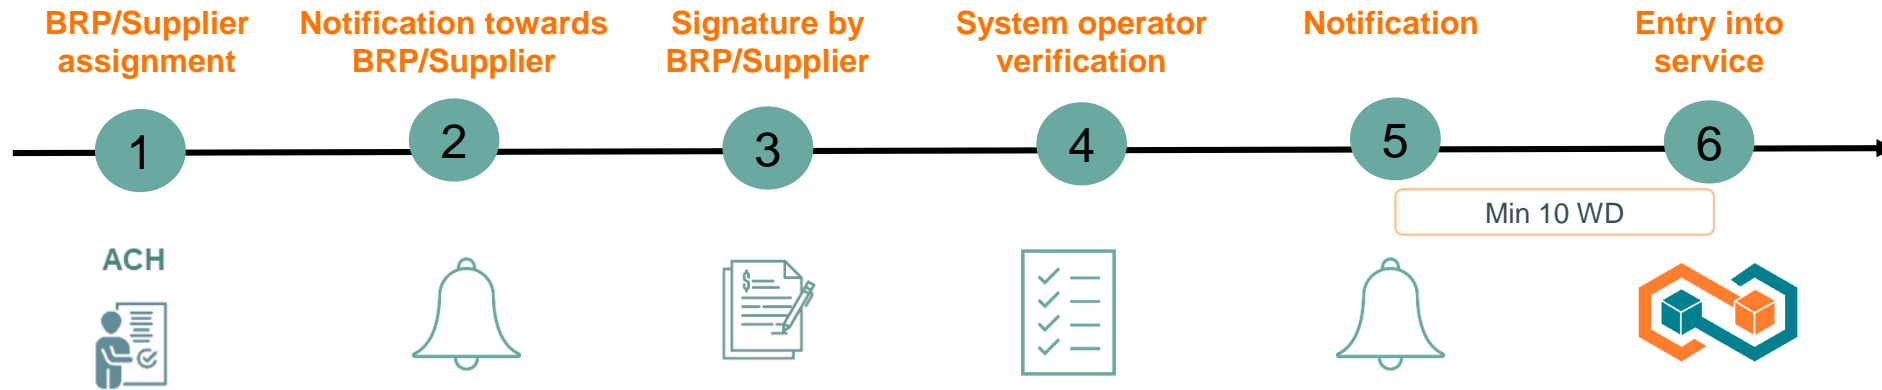 BRP/Supplier
assignment
Notification towards
BRP/Supplier
Signature by
BRP/Supplier
System operator
verification
Notification
Entry into
service
1
2
3
4
5
6
Min 10 WD
ACH
$